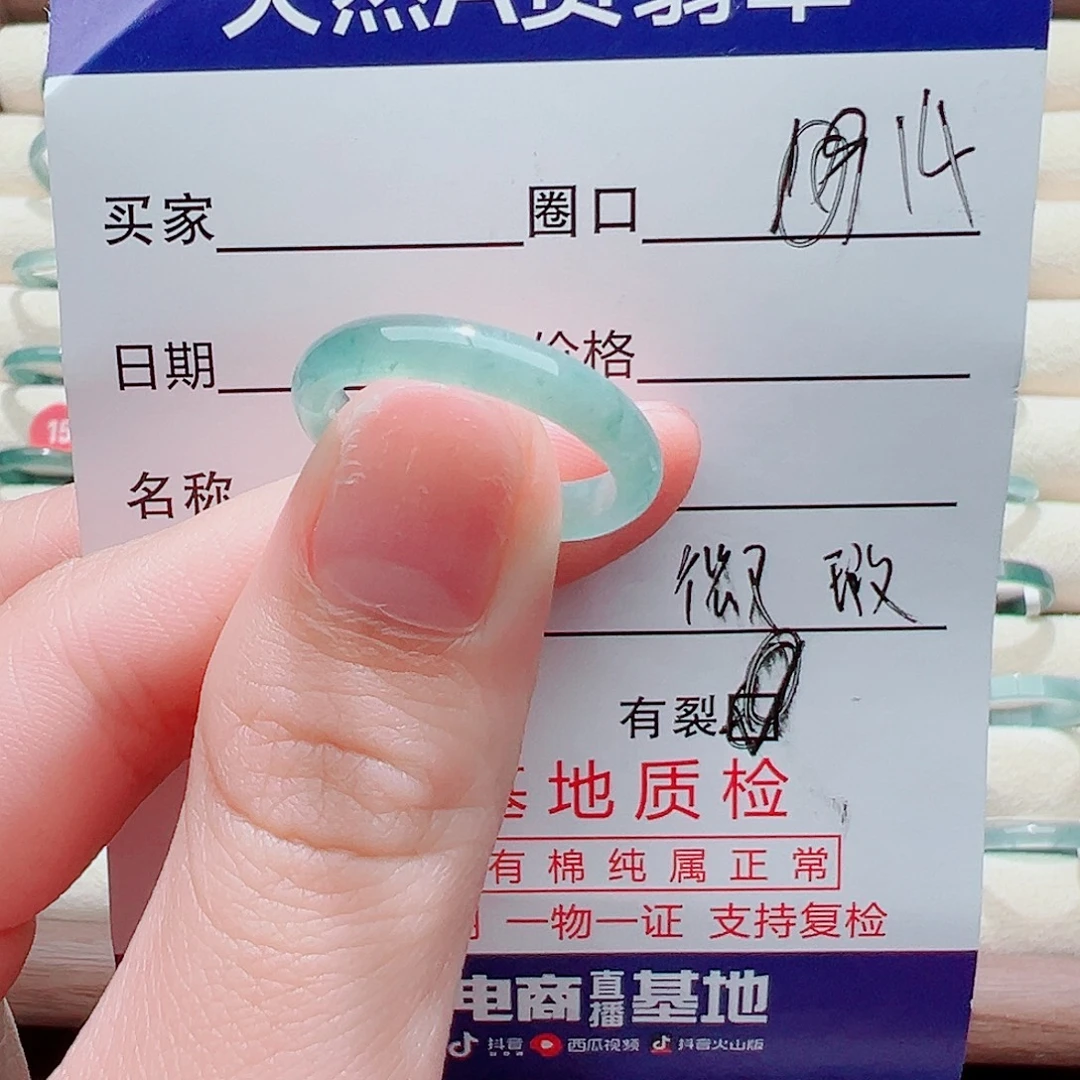 天然A货翡翠
买家 圈口 14
日期 价格
名称
微瑕
有裂
基地质检
有棉纯属正常
一物一证 支持复检
电商直播基地
抖音 西瓜视频 抖音火山版
15